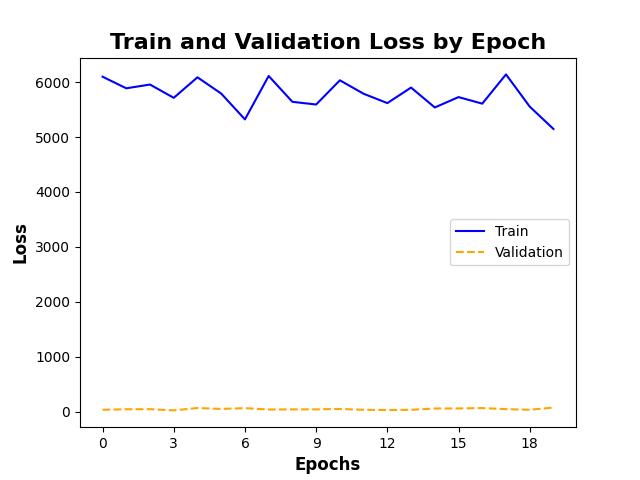 Train and Validation Loss by Epoch
6000
5000
4000
3000
2000
1000
0
Loss
Train
Validation
0 3 6 9 12 15 18
Epochs